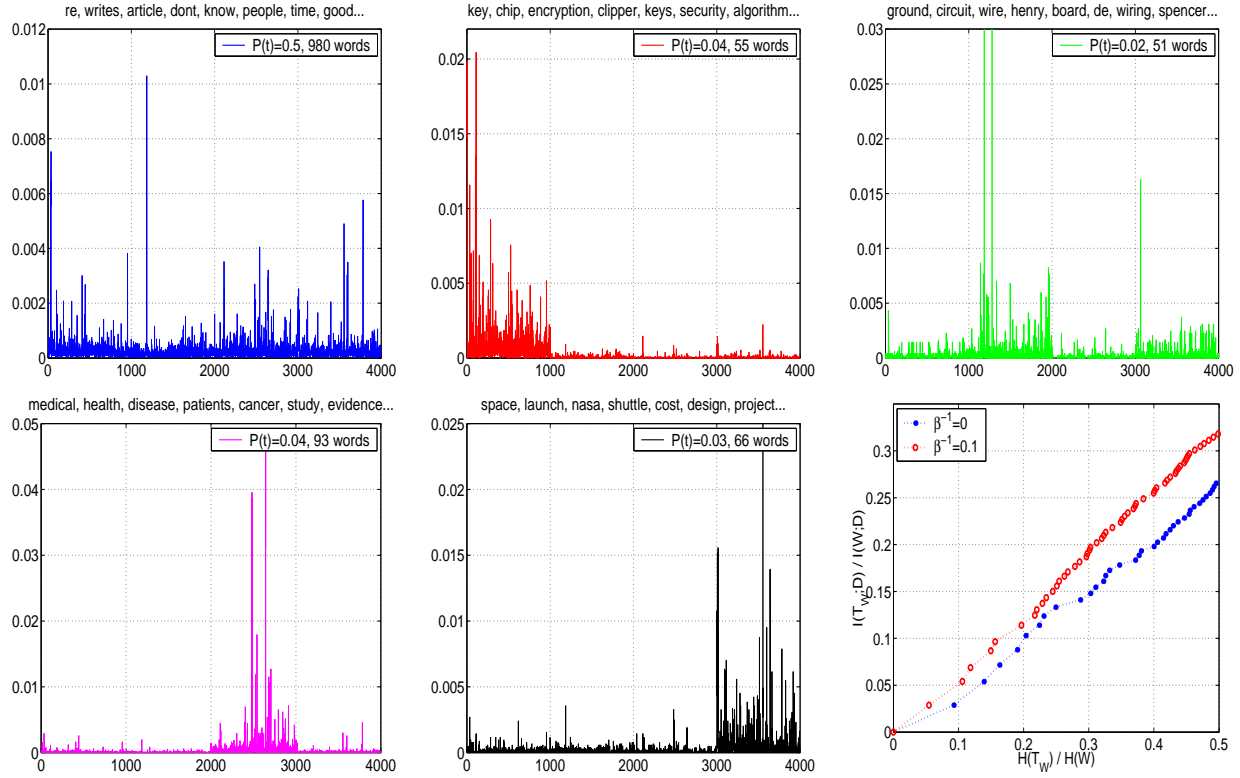 re, writes, article, dont, know, people, time, good...
P(t)=0.5, 980 words
0.012
0.01
0.008
0.006
0.004
0.002
0
0 1000 2000 3000 4000
key, chip, encryption, clipper, keys, security, algorithm...
P(t)=0.04, 55 words
0.02
0.015
0.01
0.005
0
0 1000 2000 3000 4000
ground, circuit, wire, henry, board, de, wiring, spencer...
P(t)=0.02, 51 words
0.03
0.025
0.02
0.015
0.01
0.005
0
0 1000 2000 3000 4000
medical, health, disease, patients, cancer, study, evidence...
P(t)=0.04, 93 words
0.05
0.04
0.03
0.02
0.01
0
0 1000 2000 3000 4000
space, launch, nasa, shuttle, cost, design, project...
P(t)=0.03, 66 words
0.025
0.02
0.015
0.01
0.005
0
0 1000 2000 3000 4000
β⁻¹=0
β⁻¹=0.1
I(T_W;D) / I(W;D)
0.3
0.25
0.2
0.15
0.1
0.05
0
0 0.1 0.2 0.3 0.4 0.5
H(T_W) / H(W)